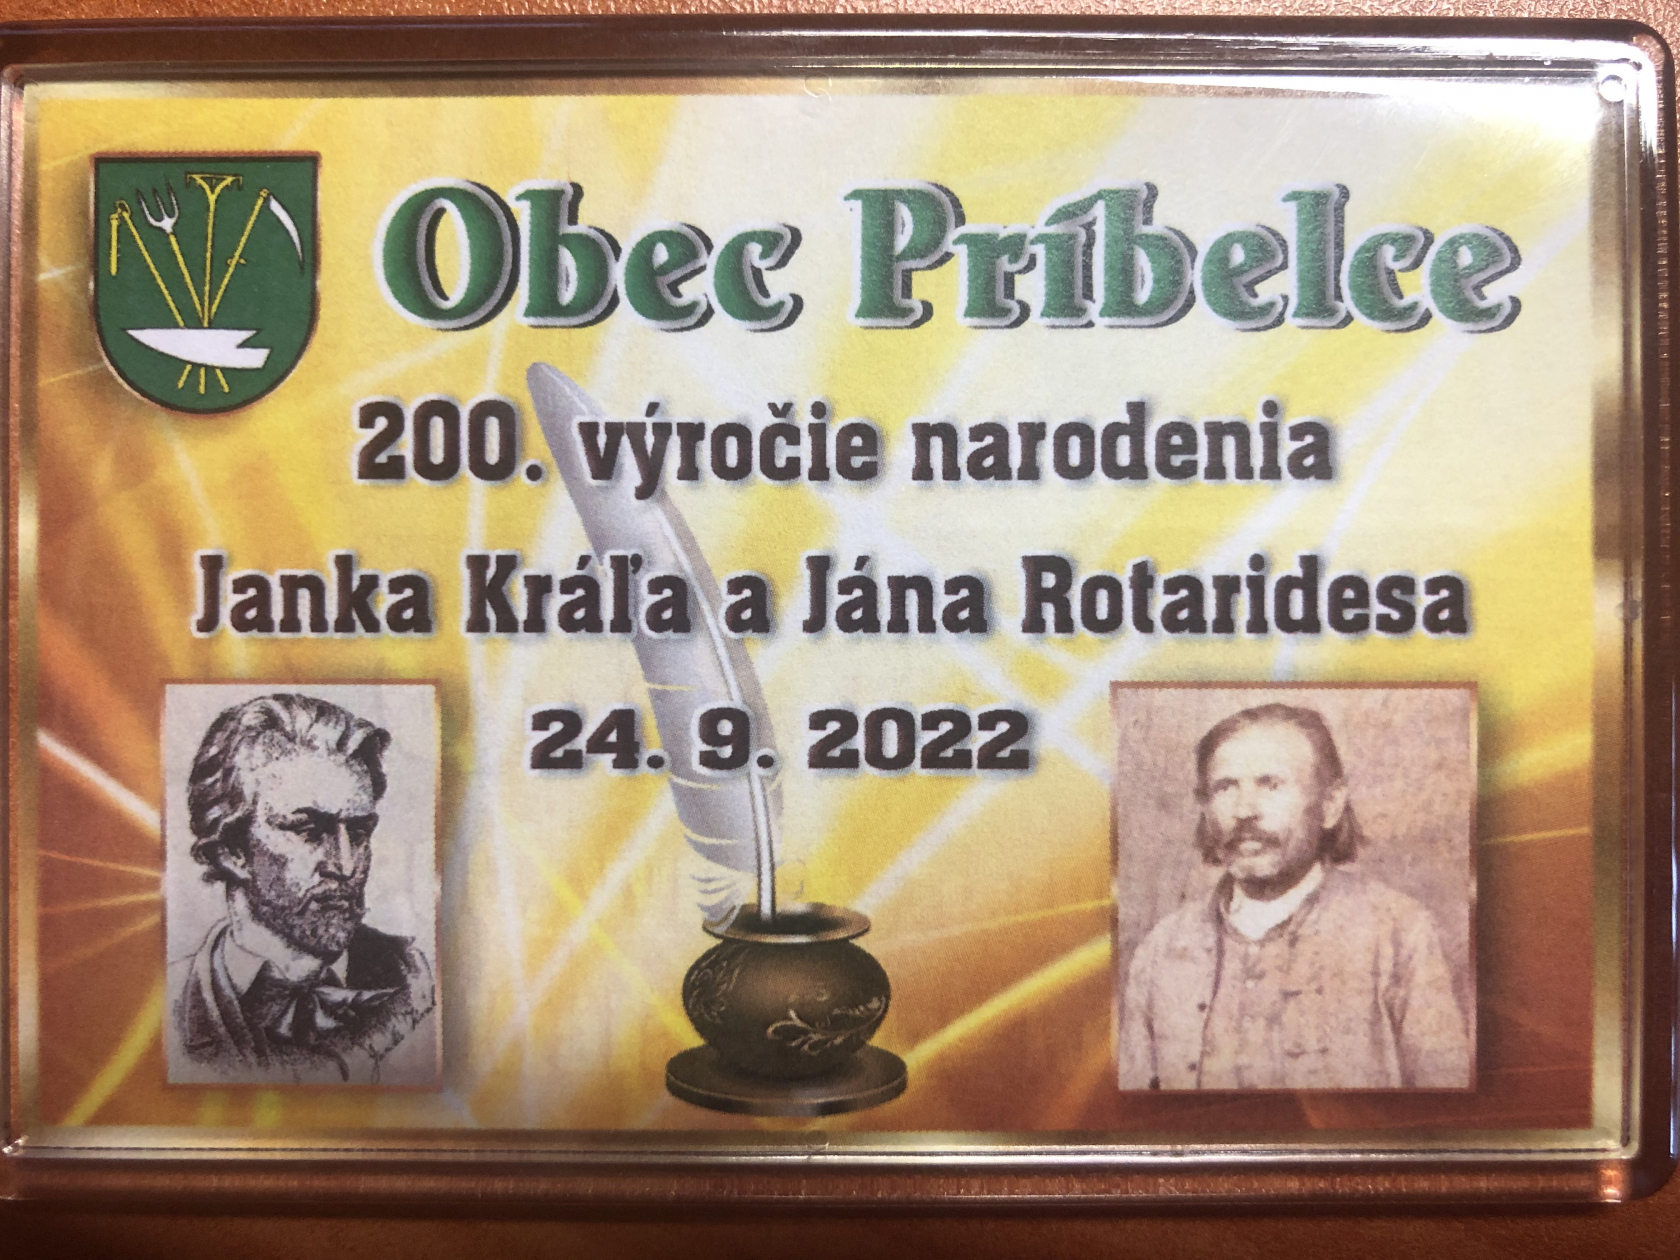 Obec Príbelce
200. výročie narodenia
Janka Kráľa a Jána Rotaridesa
24. 9. 2022